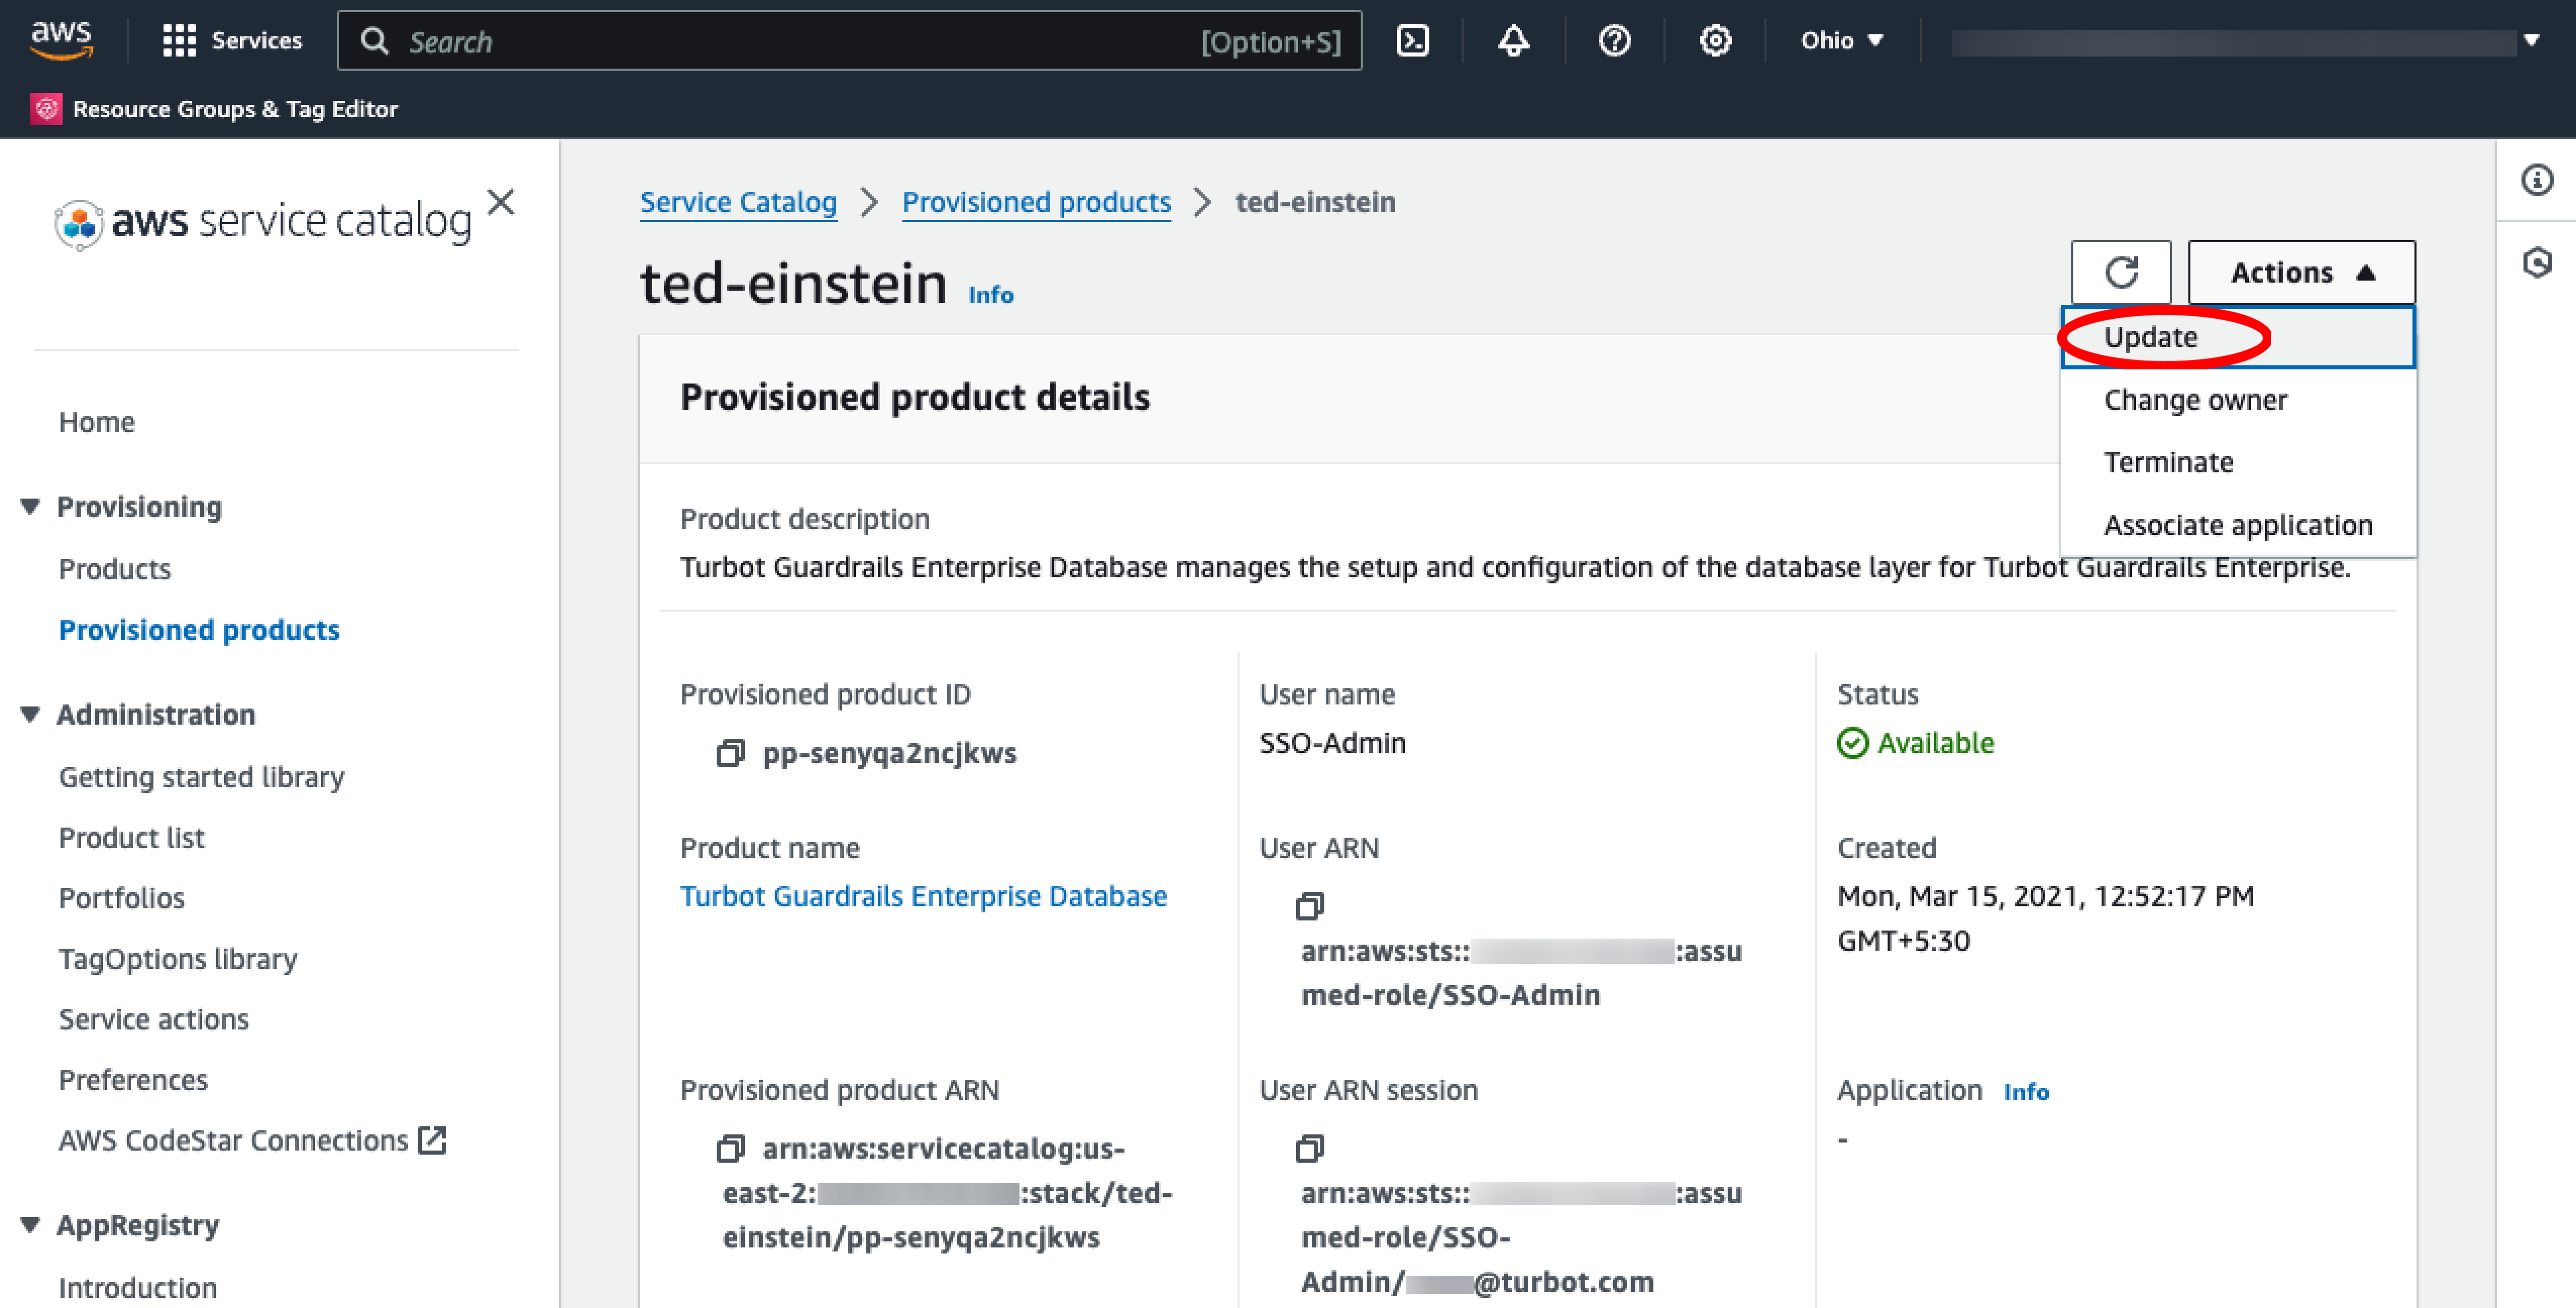 aws
Services
Search
[Option+S]
Ohio
Resource Groups & Tag Editor
aws service catalog
Home
Provisioning
Products
Provisioned products
Administration
Getting started library
Product list
Portfolios
TagOptions library
Service actions
Preferences
AWS CodeStar Connections
AppRegistry
Introduction
Service Catalog > Provisioned products > ted-einstein
ted-einstein Info
Actions
Update
Change owner
Terminate
Associate application
Provisioned product details
Product description
Turbot Guardrails Enterprise Database manages the setup and configuration of the database layer for Turbot Guardrails Enterprise.
Provisioned product ID
pp-senyqa2ncjkws
Product name
Turbot Guardrails Enterprise Database
Provisioned product ARN
arn:aws:servicecatalog:us-
east-2: :stack/ted-
einstein/pp-senyqa2ncjkws
User name
SSO-Admin
User ARN
arn:aws:sts:: :assu
med-role/SSO-Admin
User ARN session
arn:aws:sts:: :assu
med-role/SSO-
Admin/ @turbot.com
Status
Available
Created
Mon, Mar 15, 2021, 12:52:17 PM
GMT+5:30
Application Info
-